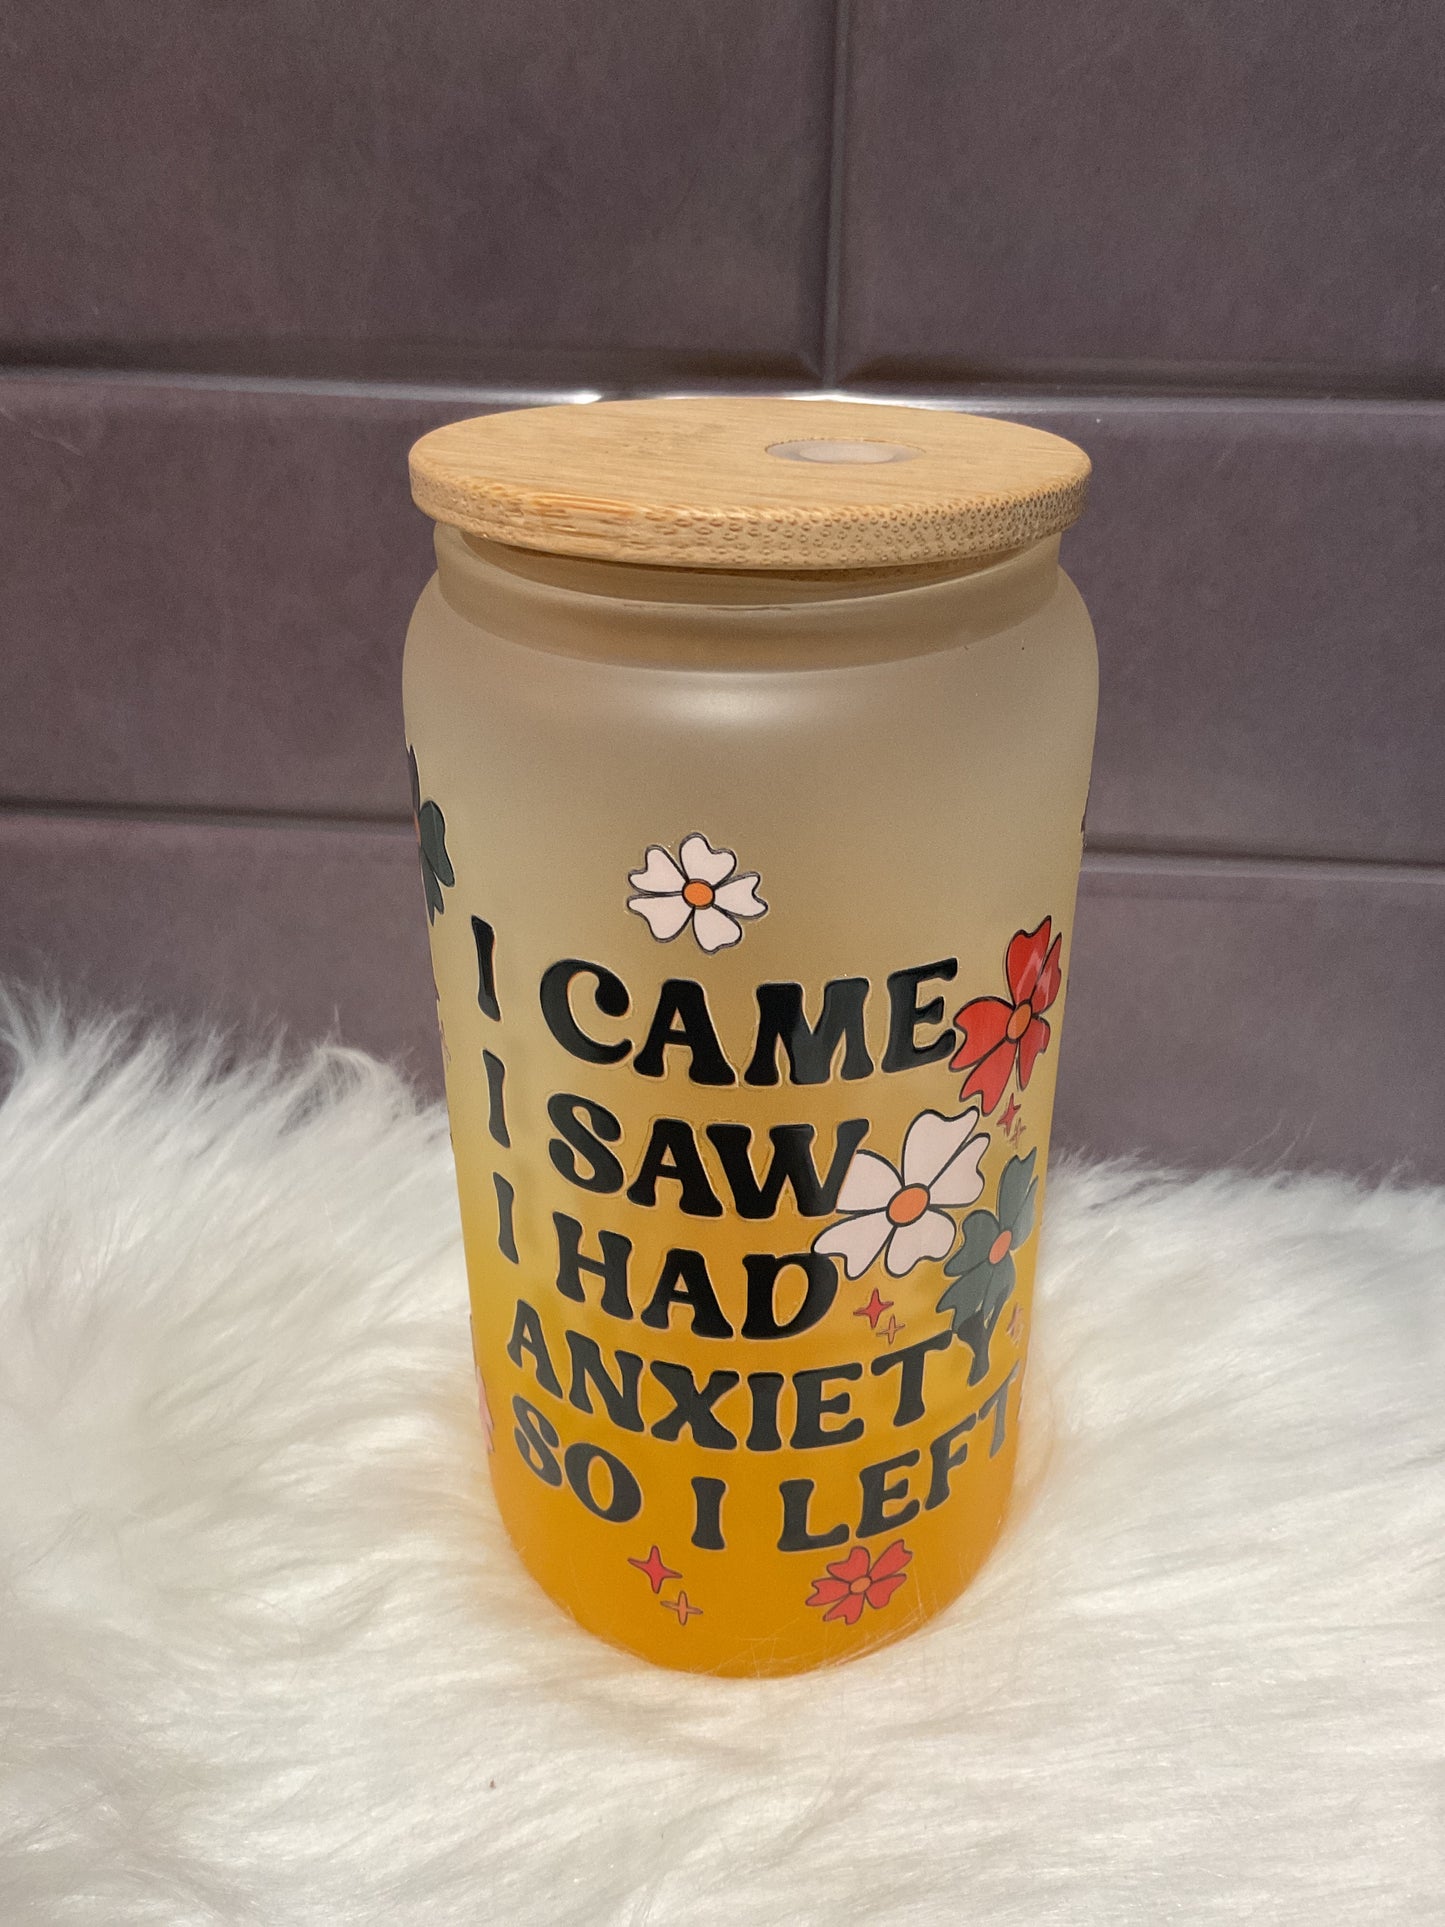 I CAME
I SAW
I HAD
ANXIETY
SO I LEFT